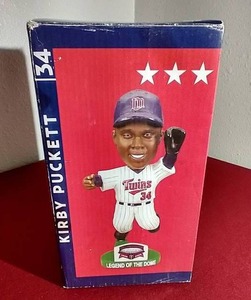 KIRBY PUCKETT 34
Twins
34
LEGEND OF THE DOME